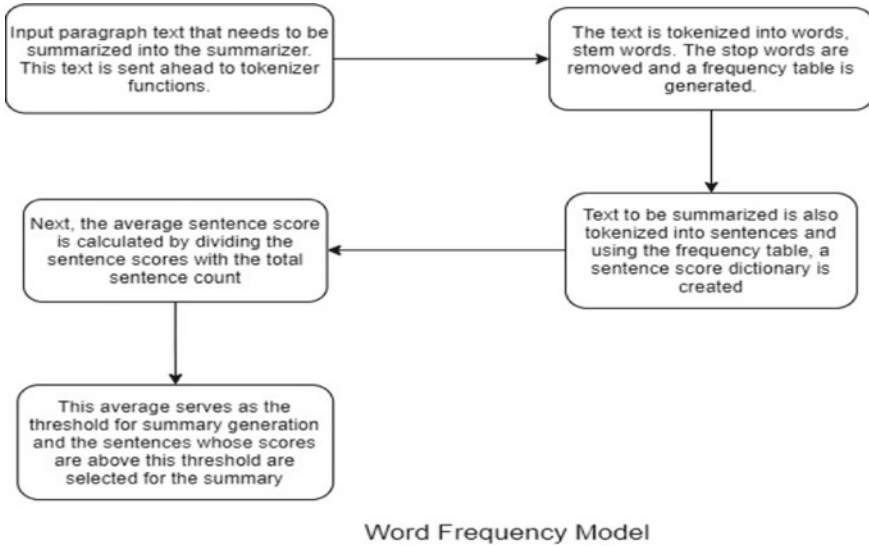 Input paragraph text that needs to be
summarized into the summarizer.
This text is sent ahead to tokenizer
functions.
The text is tokenized into words,
stem words. The stop words are
removed and a frequency table is
generated.
Text to be summarized is also
tokenized into sentences and
using the frequency table, a
sentence score dictionary is
created
Next, the average sentence score
is calculated by dividing the
sentence scores with the total
sentence count
This average serves as the
threshold for summary generation
and the sentences whose scores
are above this threshold are
selected for the summary
Word Frequency Model